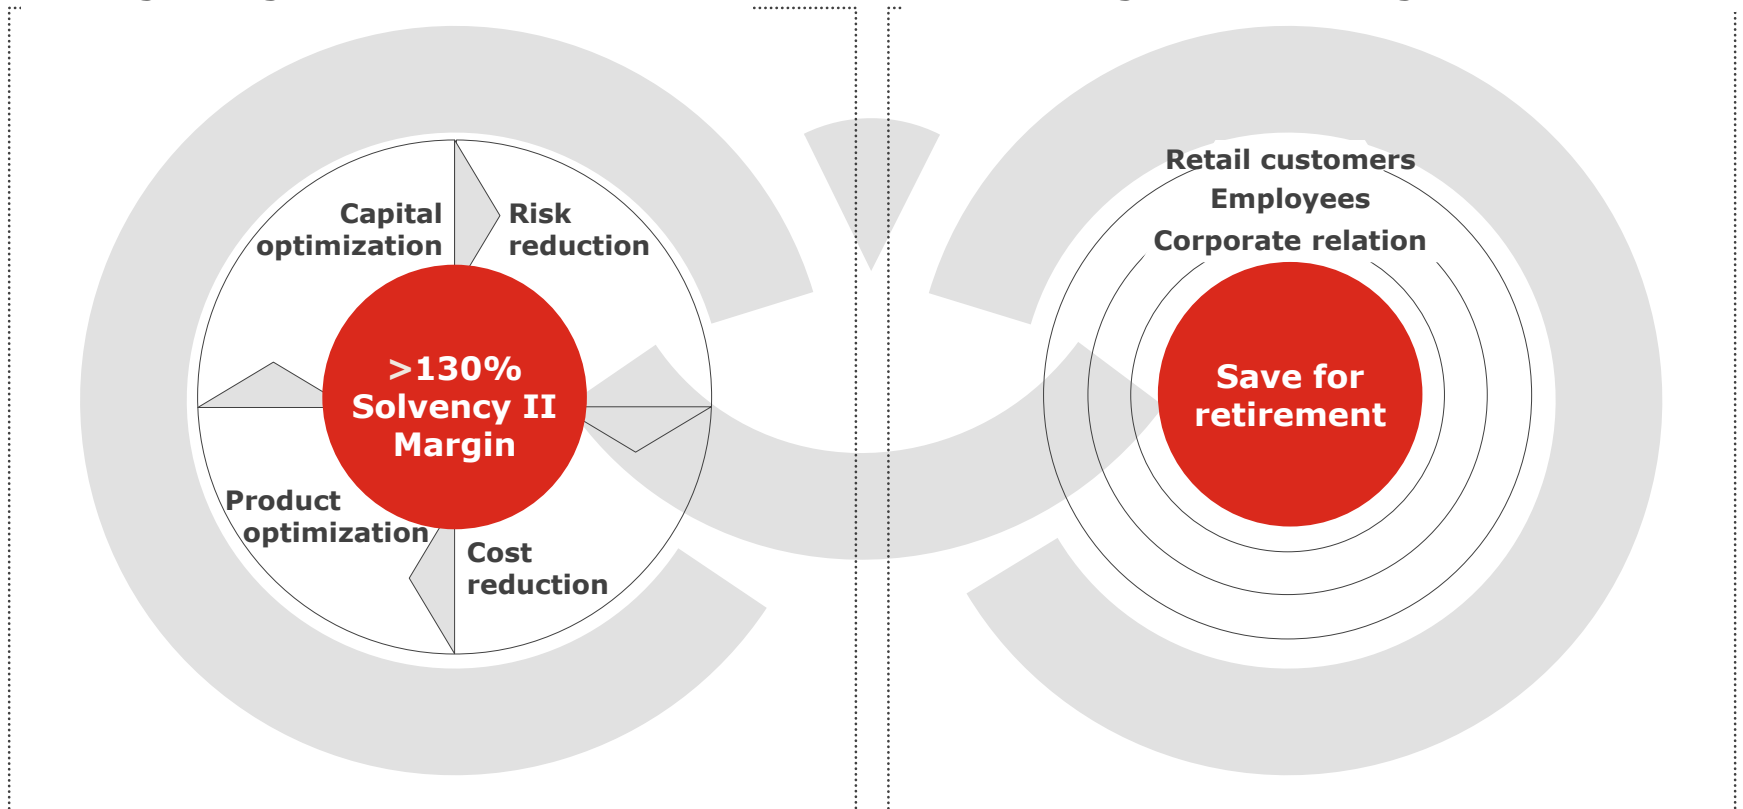 Capital
optimization
Risk
reduction
>130%
Solvency II
Margin
Product
optimization
Cost
reduction
Retail customers
Employees
Corporate relation
Save for
retirement